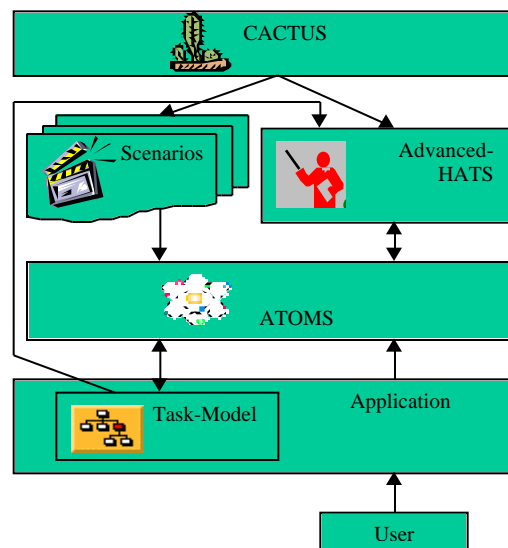 CACTUS
Scenarios
Advanced-
HATS
ATOMS
Task-Model
Application
User